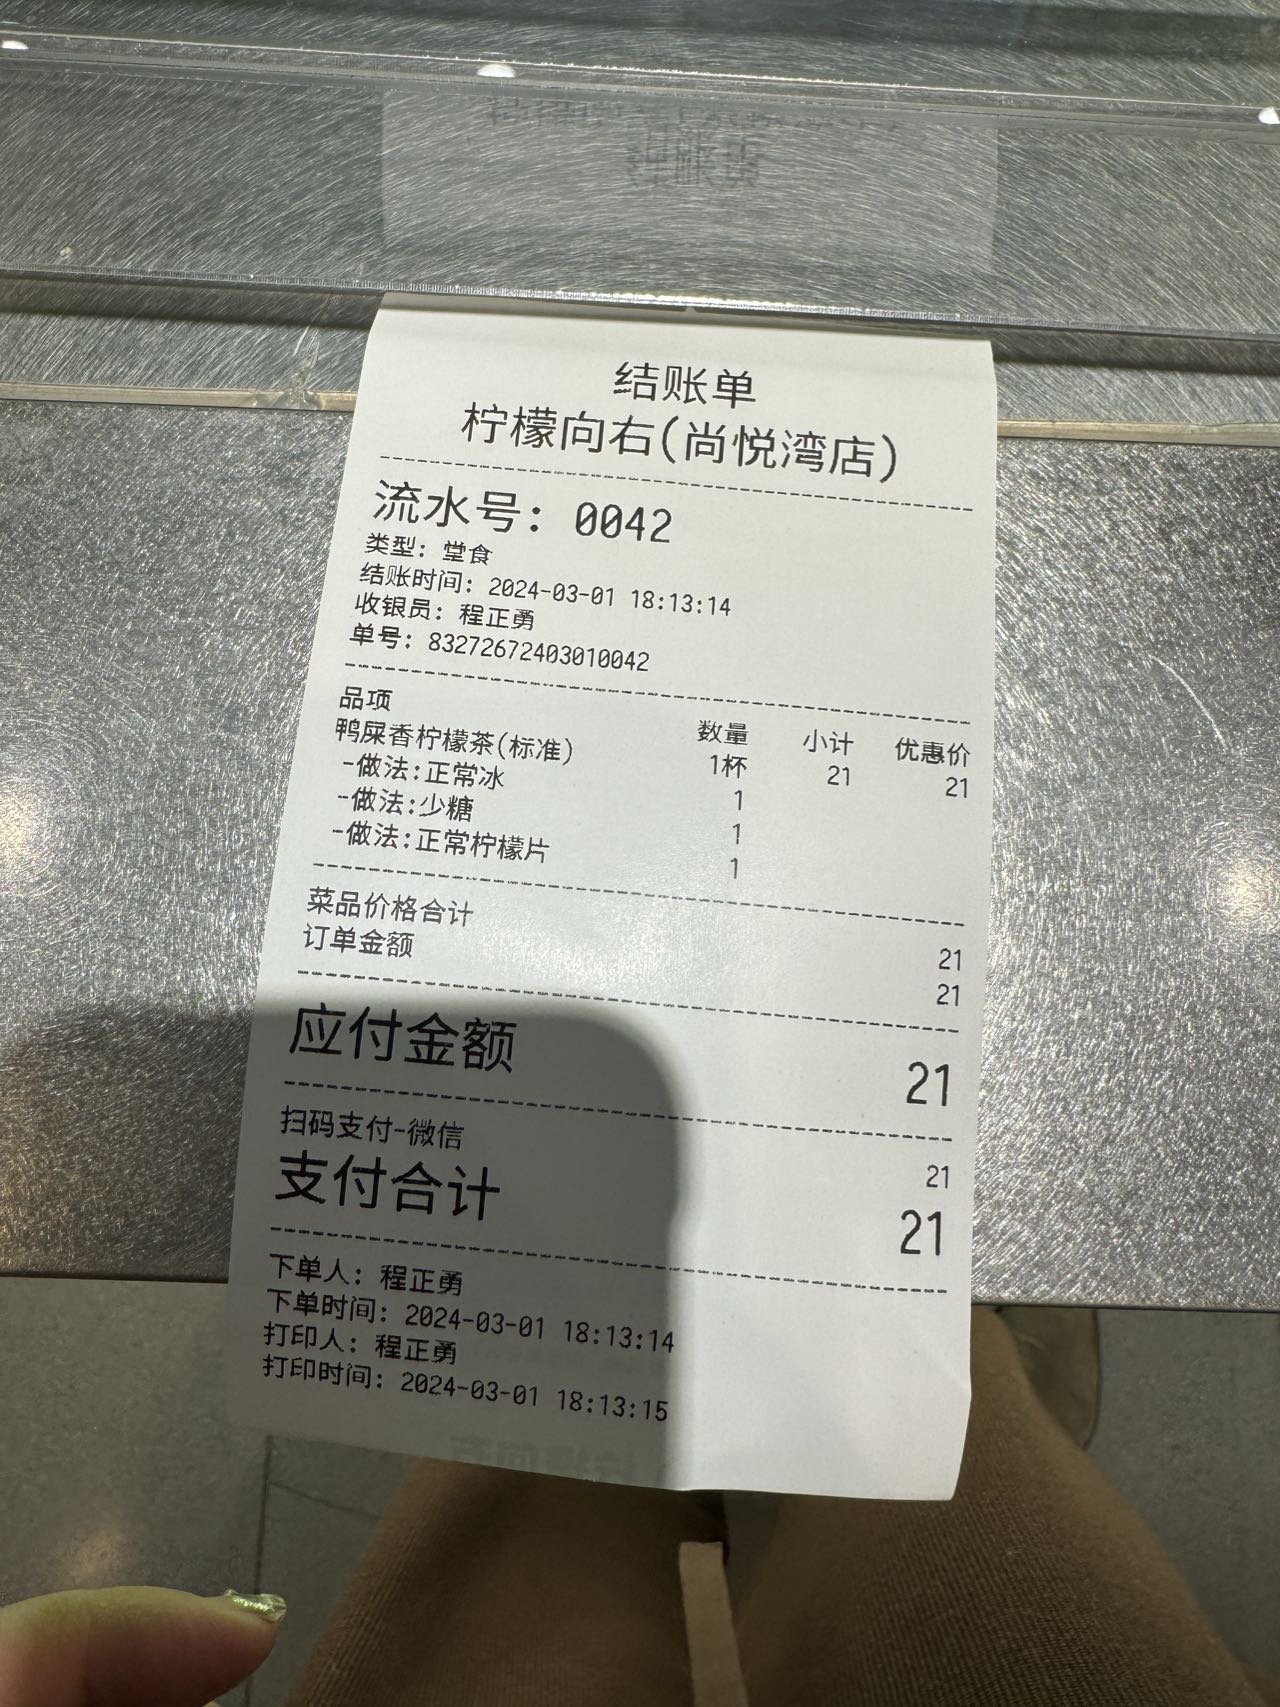 结账单
柠檬向右(尚悦湾店)
流水号: 0042
类型: 堂食
结账时间: 2024-03-01 18:13:14
收银员: 程正勇
单号: 83272672403010042
品项 数量 小计 优惠价
鸭屎香柠檬茶(标准) 1杯 21 21
-做法:正常冰 1
-做法:少糖 1
-做法:正常柠檬片 1
菜品价格合计 21
订单金额 21
应付金额 21
扫码支付-微信 21
支付合计 21
下单人: 程正勇
下单时间: 2024-03-01 18:13:14
打印人: 程正勇
打印时间: 2024-03-01 18:13:15